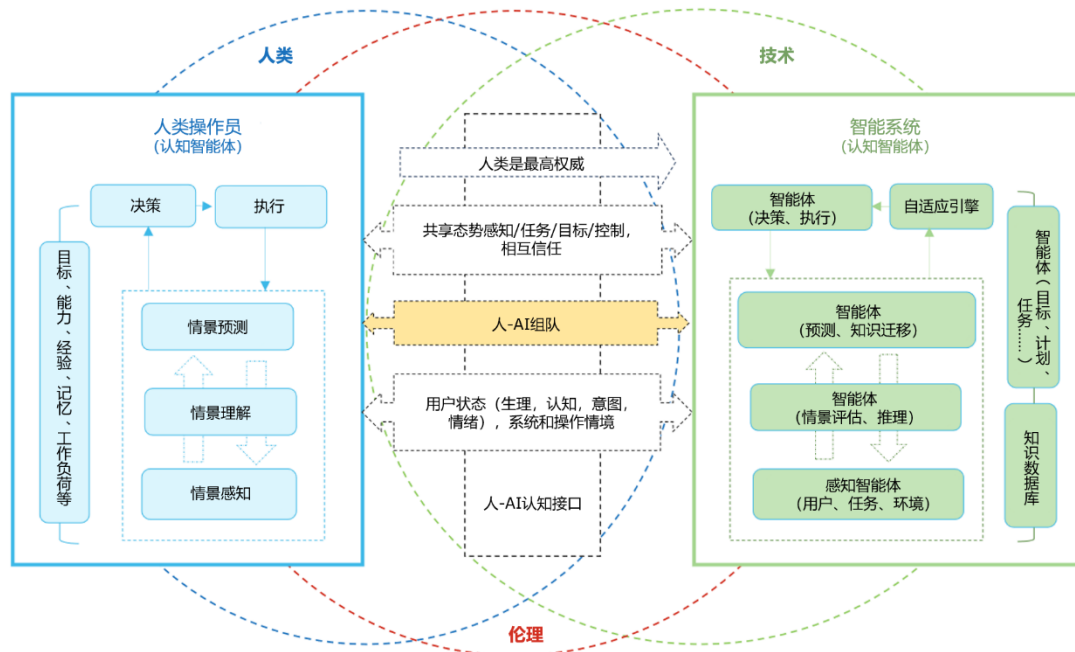 人类
技术
人类操作员
(认知智能体)
决策
执行
目标、能力、经验、记忆、工作负荷等
情景预测
情景理解
情景感知
人类是最高权威
共享态势感知/任务/目标/控制，
相互信任
人-AI组队
用户状态（生理，认知，意图，
情绪），系统和操作情境
人-AI认知接口
智能系统
(认知智能体)
智能体
(决策、执行)
自适应引擎
智能体
(预测、知识迁移)
智能体
(情景评估、推理)
感知智能体
(用户、任务、环境)
智能体（目标、计划、
任务……）
知识数据库
伦理